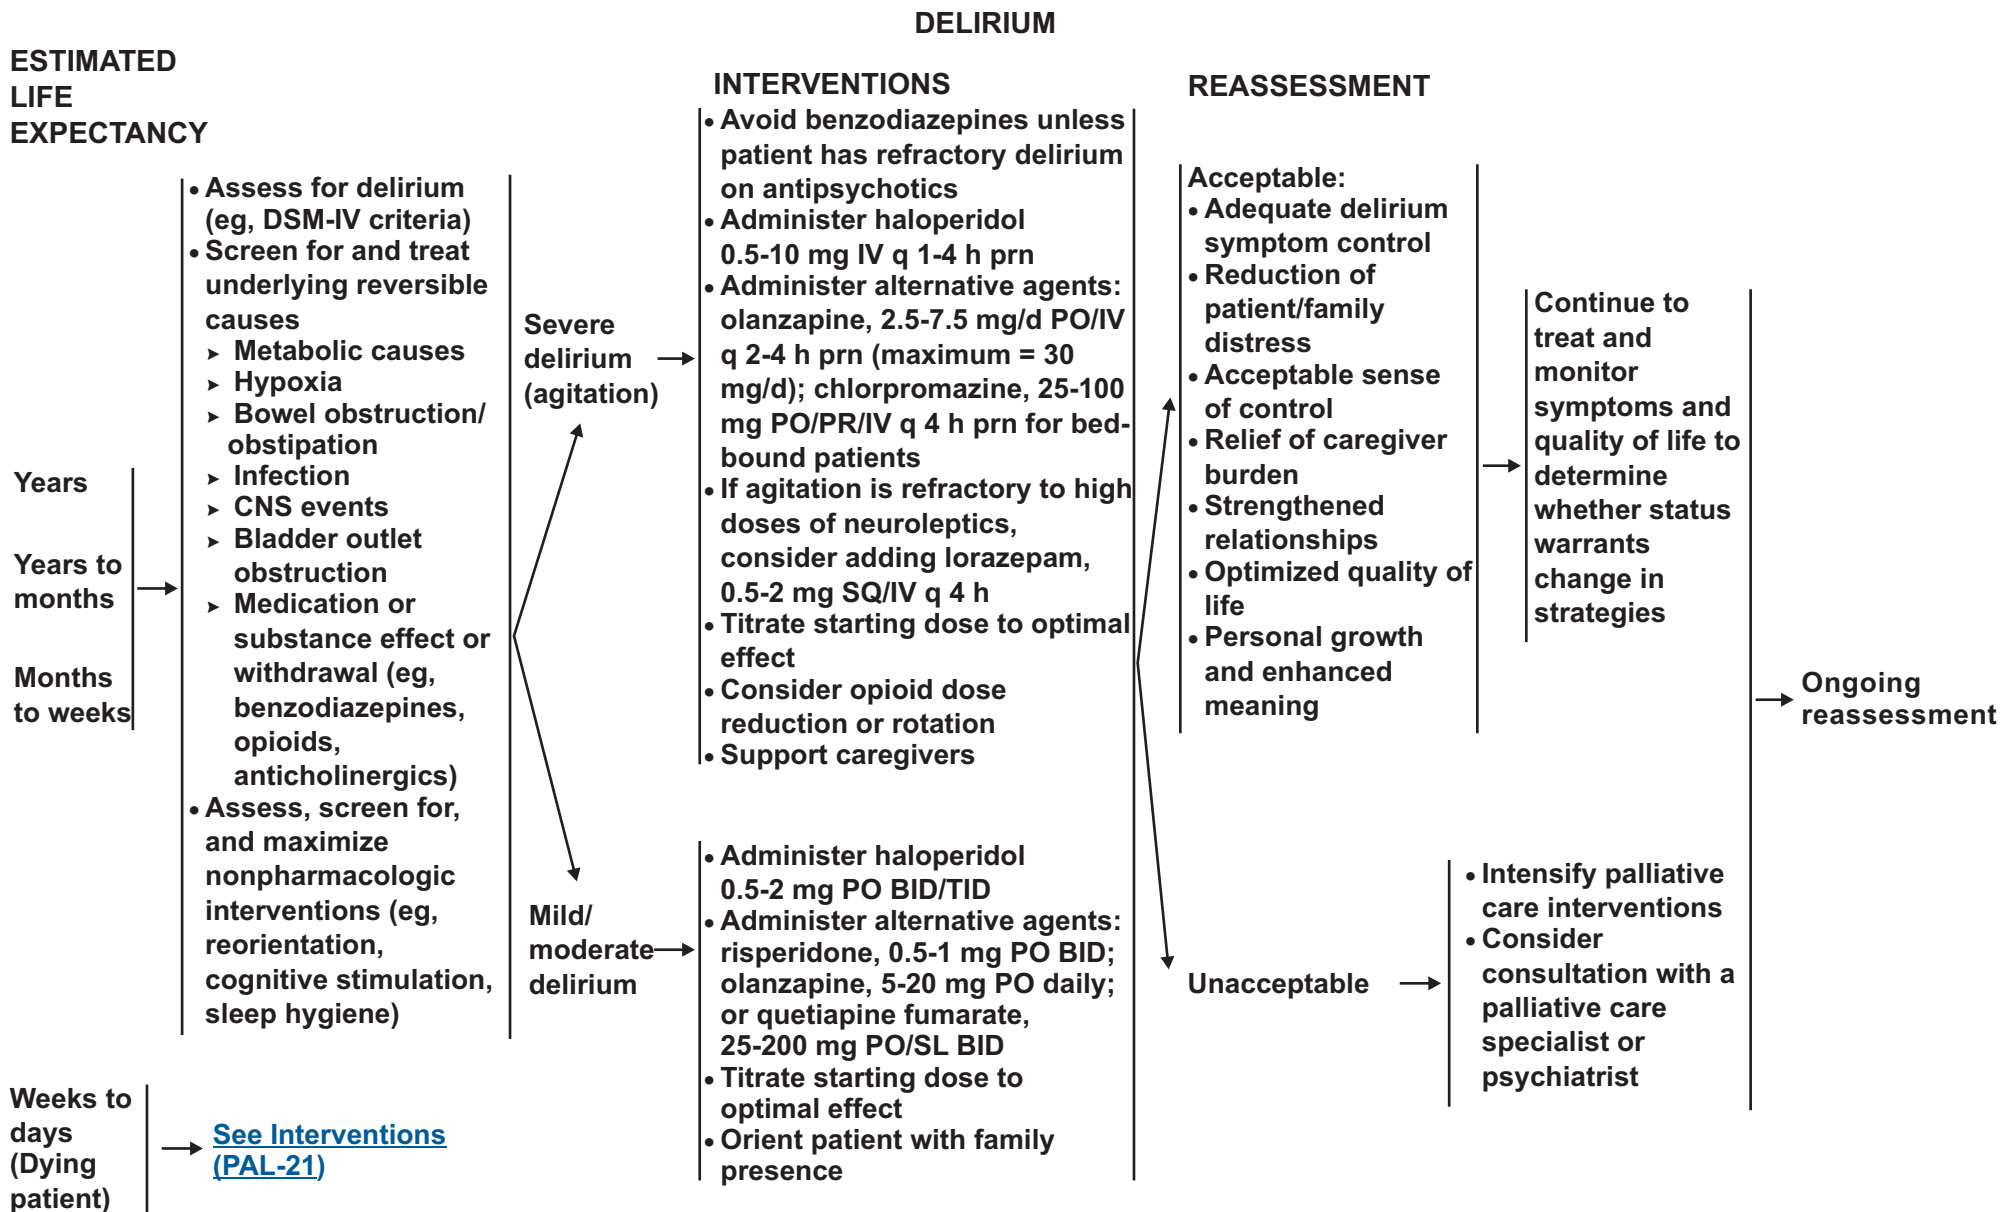 DELIRIUM
ESTIMATED
LIFE
EXPECTANCY
Years
Years to
months
Months
to weeks
• Assess for delirium
(eg, DSM-IV criteria)
• Screen for and treat
underlying reversible
causes
➤ Metabolic causes
➤ Hypoxia
➤ Bowel obstruction/
obstipation
➤ Infection
➤ CNS events
➤ Bladder outlet
obstruction
➤ Medication or
substance effect or
withdrawal (eg,
benzodiazepines,
opioids,
anticholinergics)
• Assess, screen for,
and maximize
nonpharmacologic
interventions (eg,
reorientation,
cognitive stimulation,
sleep hygiene)
Severe
delirium
(agitation)
Mild/
moderate
delirium
INTERVENTIONS
• Avoid benzodiazepines unless
patient has refractory delirium
on antipsychotics
• Administer haloperidol
0.5-10 mg IV q 1-4 h prn
• Administer alternative agents:
olanzapine, 2.5-7.5 mg/d PO/IV
q 2-4 h prn (maximum = 30
mg/d); chlorpromazine, 25-100
mg PO/PR/IV q 4 h prn for bed-
bound patients
• If agitation is refractory to high
doses of neuroleptics,
consider adding lorazepam,
0.5-2 mg SQ/IV q 4 h
• Titrate starting dose to optimal
effect
• Consider opioid dose
reduction or rotation
• Support caregivers
• Administer haloperidol
0.5-2 mg PO BID/TID
• Administer alternative agents:
risperidone, 0.5-1 mg PO BID;
olanzapine, 5-20 mg PO daily;
or quetiapine fumarate,
25-200 mg PO/SL BID
• Titrate starting dose to
optimal effect
• Orient patient with family
presence
REASSESSMENT
Acceptable:
• Adequate delirium
symptom control
• Reduction of
patient/family
distress
• Acceptable sense
of control
• Relief of caregiver
burden
• Strengthened
relationships
• Optimized quality of
life
• Personal growth
and enhanced
meaning
Continue to
treat and
monitor
symptoms and
quality of life to
determine
whether status
warrants
change in
strategies
Unacceptable
• Intensify palliative
care interventions
• Consider
consultation with a
palliative care
specialist or
psychiatrist
Ongoing
reassessment
Weeks to
days
(Dying
patient)
See Interventions
(PAL-21)